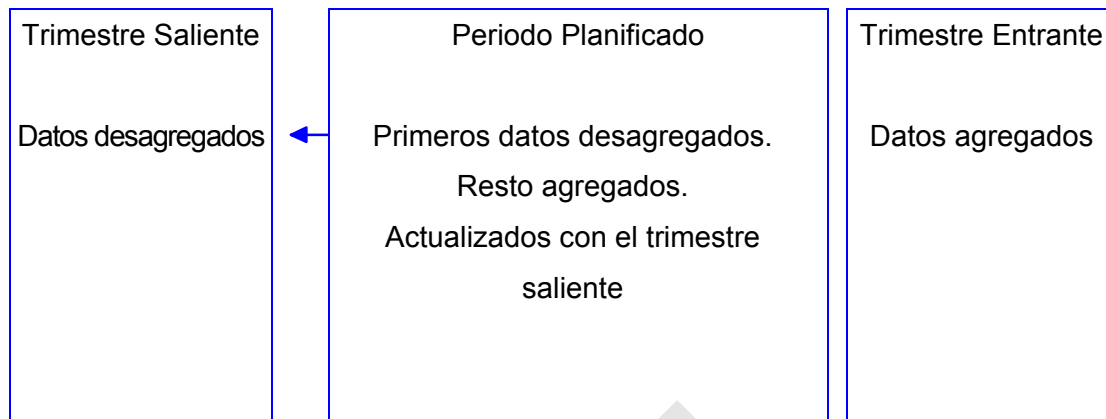 Trimestre Saliente
Datos desagregados
Periodo Planificado
Primeros datos desagregados.
Resto agregados.
Actualizados con el trimestre
saliente
Trimestre Entrante
Datos agregados